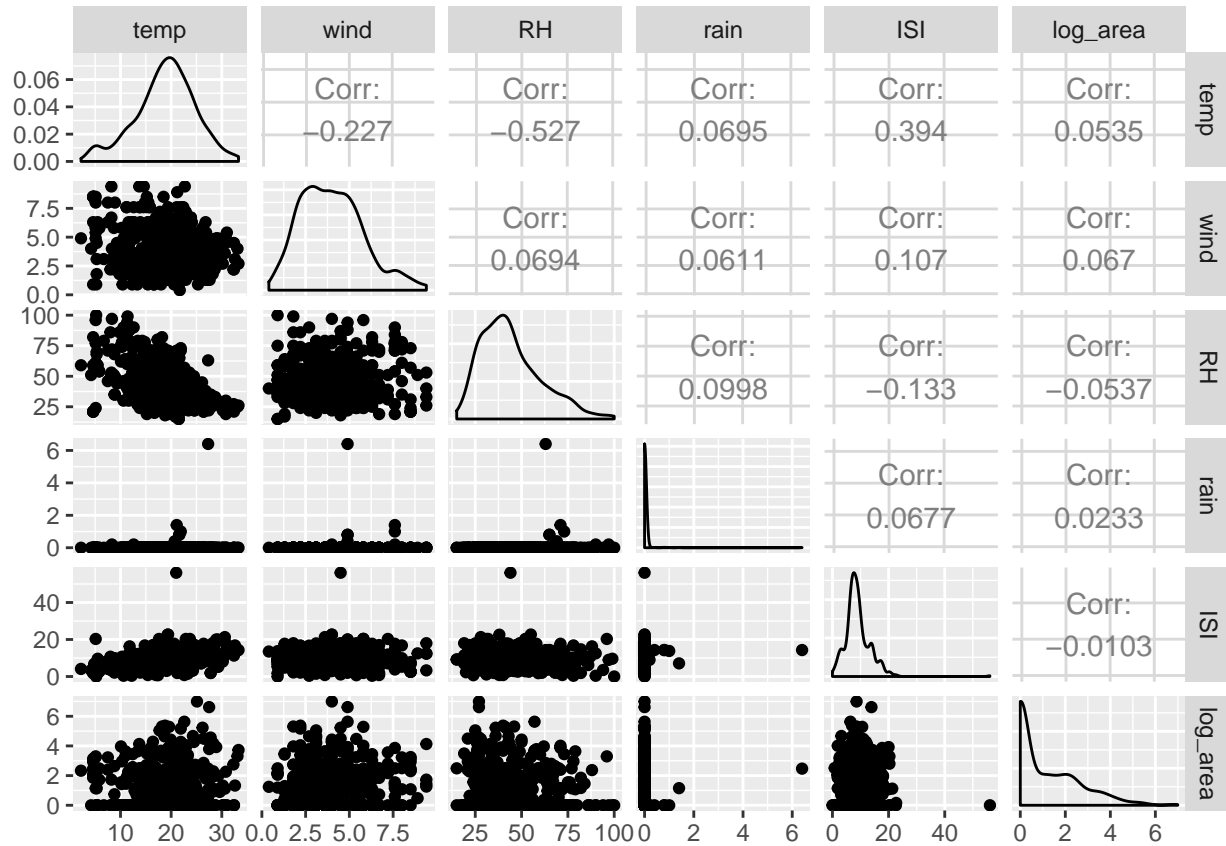 temp wind RH rain ISI log_area
0.06
0.04
0.02
0.00
Corr:
−0.227
Corr:
−0.527
Corr:
0.0695
Corr:
0.394
Corr:
0.0535
temp
7.5
5.0
2.5
0.0
Corr:
0.0694
Corr:
0.0611
Corr:
0.107
Corr:
0.067
wind
100
75
50
25
Corr:
0.0998
Corr:
−0.133
Corr:
−0.0537
RH
6
4
2
0
Corr:
0.0677
Corr:
0.0233
rain
40
20
0
Corr:
−0.0103
ISI
6
4
2
0
log_area
10 20 30 0.0 2.5 5.0 7.5 25 50 75 100 0 2 4 6 0 20 40 0 2 4 6